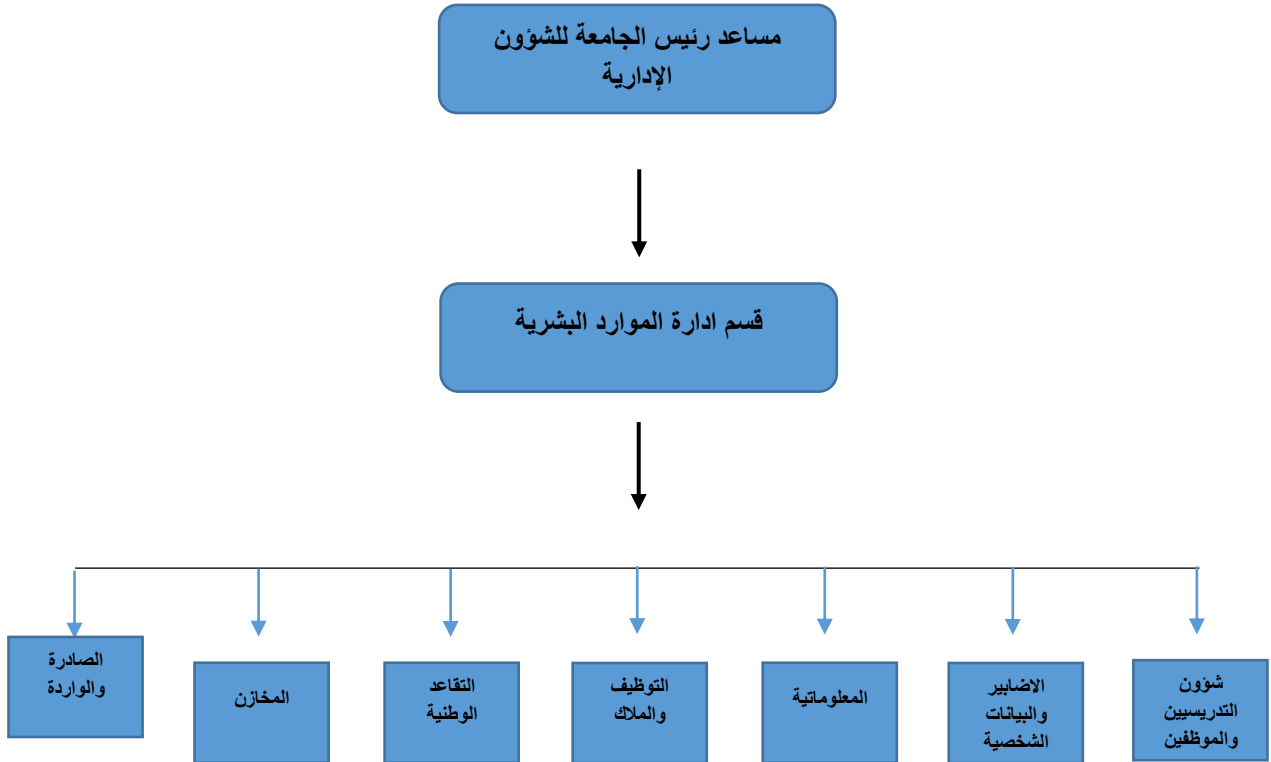 مساعد رئيس الجامعة للشؤون
الإدارية
قسم ادارة الموارد البشرية
شؤون
التدريسيين
والموظفين
الاضابير
والبيانات
الشخصية
المعلوماتية
التوظيف
والملاك
التقاعد
الوطنية
المخازن
الصادرة
والواردة